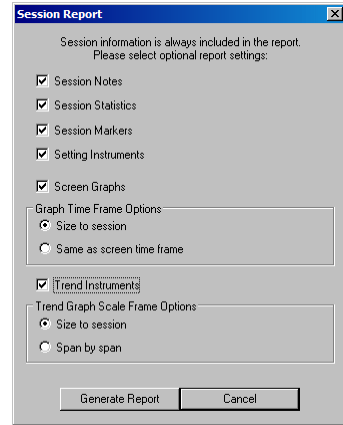 Session Report
Session information is always included in the report.
Please select optional report settings:
Session Notes
Session Statistics
Session Markers
Setting Instruments
Screen Graphs
Graph Time Frame Options
Size to session
Same as screen time frame
Trend Instruments
Trend Graph Scale Frame Options
Size to session
Span by span
Generate Report
Cancel